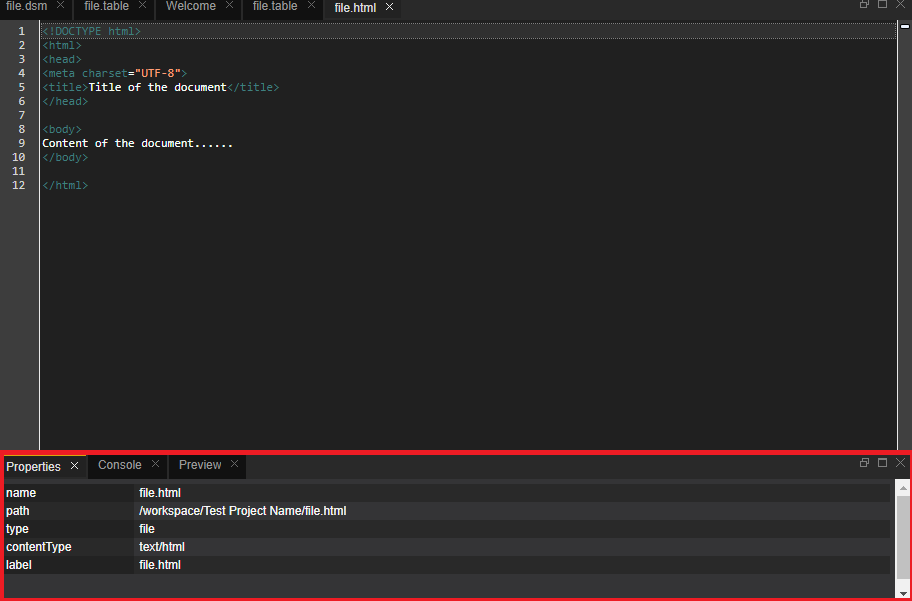 file.dsm file.table Welcome file.table file.html
1 <!DOCTYPE html>
2 <html>
3 <head>
4 <meta charset="UTF-8">
5 <title>Title of the document</title>
6 </head>
7
8 <body>
9 Content of the document......
10 </body>
11
12 </html>
Properties Console Preview
name file.html
path /workspace/Test Project Name/file.html
type file
contentType text/html
label file.html